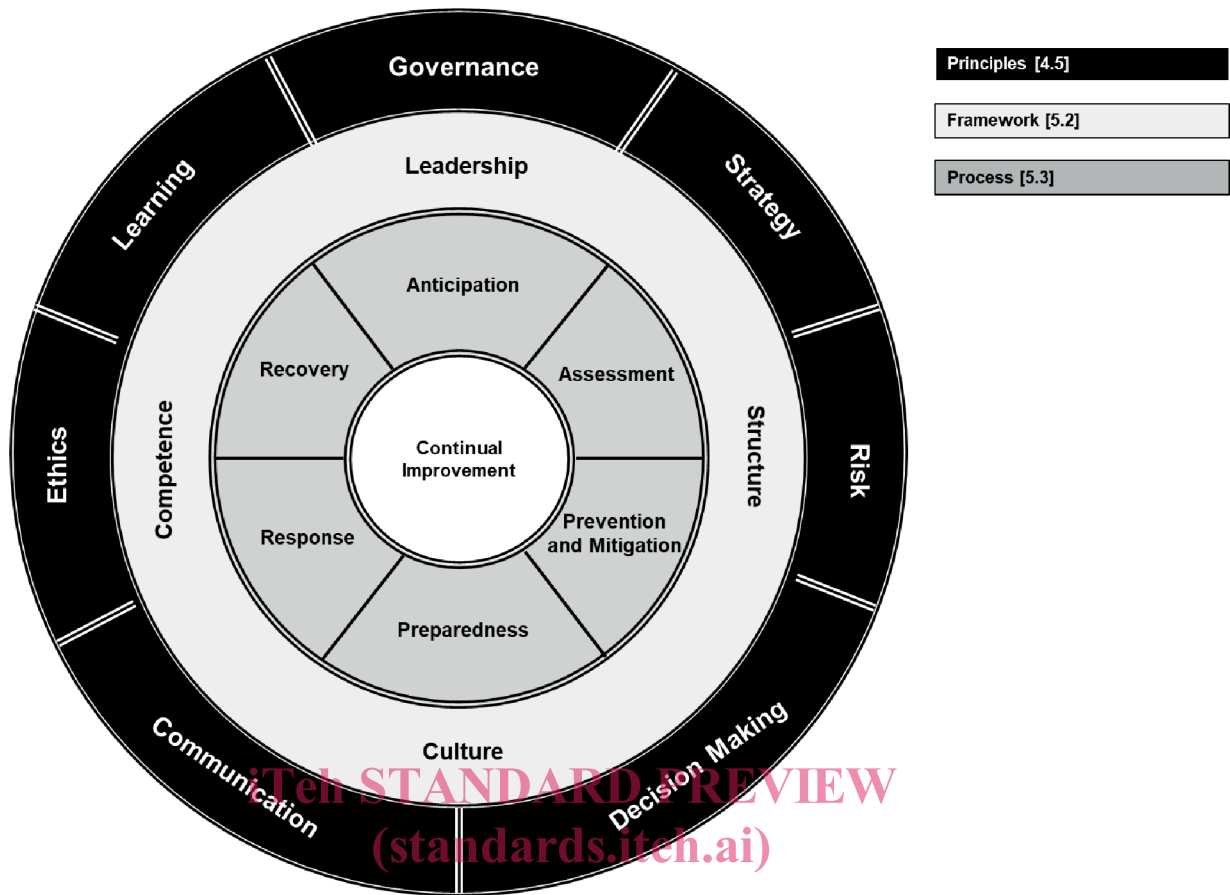 Governance
Principles [4.5]
Framework [5.2]
Process [5.3]
Leadership
Learning
Strategy
Anticipation
Recovery
Assessment
Continual
Improvement
Competence
Structure
Ethics
Risk
Response
Prevention
and Mitigation
Preparedness
Culture
Communication
Decision Making
iTeh STANDARD PREVIEW
(standards.iteh.ai)